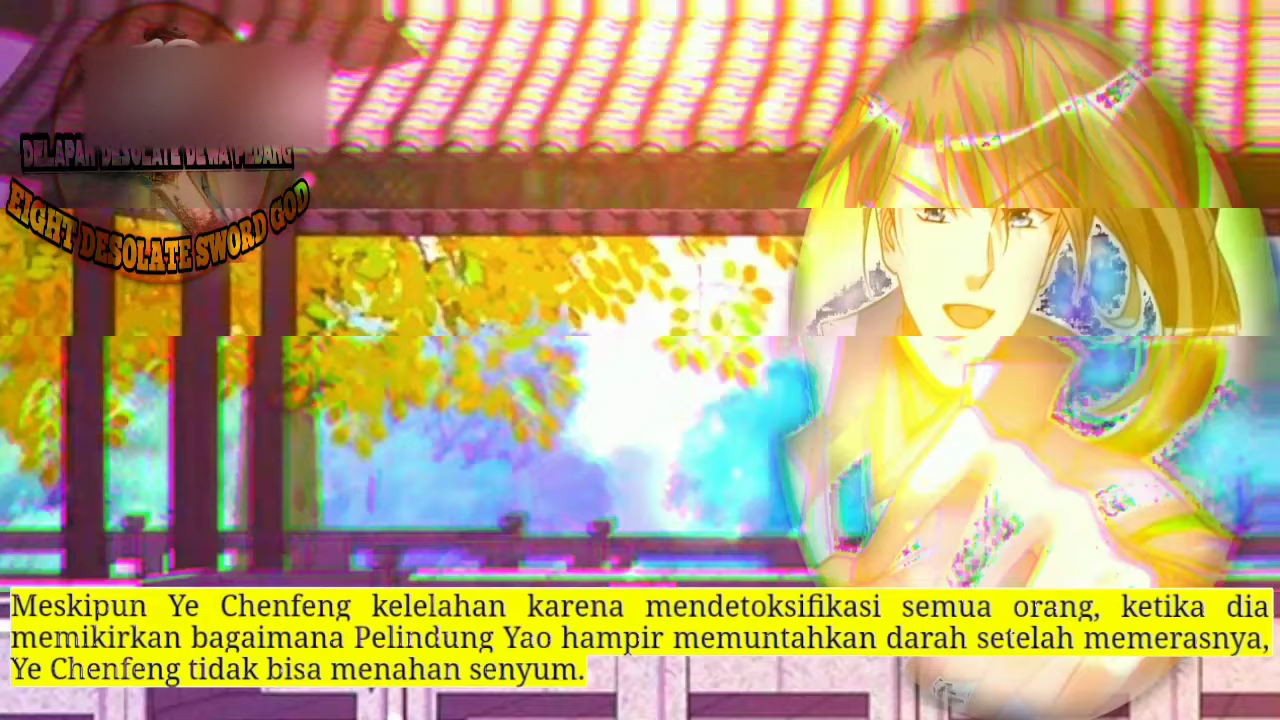 DELAPAN DESOLATE DEWA PEDANG
EIGHT DESOLATE SWORD GOD
Meskipun Ye Chenfeng kelelahan karena mendetoksifikasi semua orang, ketika dia
memikirkan bagaimana Pelindung Yao hampir memuntahkan darah setelah memerasnya,
Ye Chenfeng tidak bisa menahan senyum.